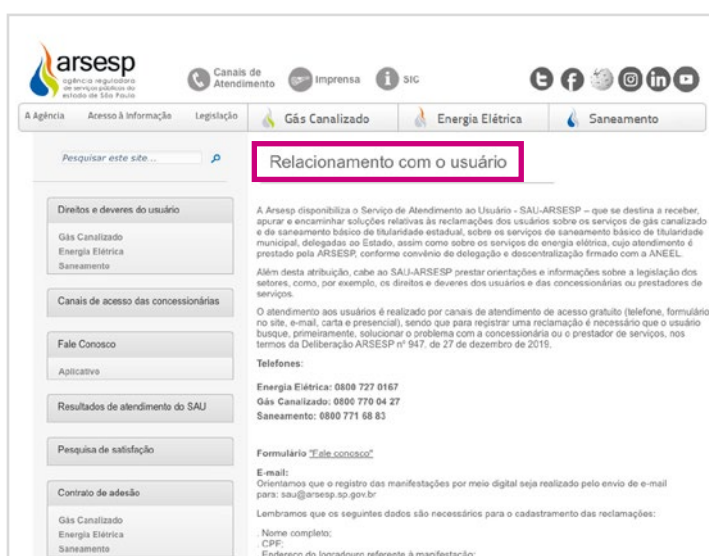 arsesp
agência reguladora
de serviços públicos do
estado de São Paulo
Canais de
Atendimento
Imprensa
SIC
A Agência
Acesso à Informação
Legislação
Gás Canalizado
Energia Elétrica
Saneamento
Pesquisar este site...
Relacionamento com o usuário
Direitos e deveres do usuário
Gás Canalizado
Energia Elétrica
Saneamento
Canais de acesso das concessionárias
Fale Conosco
Aplicativo
Resultados de atendimento do SAU
Pesquisa de satisfação
Contrato de adesão
Gás Canalizado
Energia Elétrica
Saneamento
A Arsesp disponibiliza o Serviço de Atendimento ao Usuário - SAU-ARSESP – que se destina a receber,
apurar e encaminhar soluções relativas às reclamações dos usuários sobre os serviços de gás canalizado
e de saneamento básico de titularidade estadual, sobre os serviços de saneamento básico de titularidade
municipal, delegadas ao Estado, assim como sobre os serviços de energia elétrica, cujo atendimento é
prestado pela ARSESP, conforme convênio de delegação e descentralização firmado com a ANEEL.
Além desta atribuição, cabe ao SAU-ARSESP prestar orientações e informações sobre a legislação dos
setores, como, por exemplo, os direitos e deveres dos usuários e das concessionárias ou prestadores de
serviços.
O atendimento aos usuários é realizado por canais de atendimento de acesso gratuito (telefone, formulário
no site, e-mail, carta e presencial), sendo que para registrar uma reclamação é necessário que o usuário
busque, primeiramente, solucionar o problema com a concessionária ou o prestador de serviços, nos
termos da Deliberação ARSESP nº 947, de 27 de dezembro de 2019.
Telefones:
Energia Elétrica: 0800 727 0167
Gás Canalizado: 0800 770 04 27
Saneamento: 0800 771 68 83
Formulário "Fale conosco"
E-mail:
Orientamos que o registro das manifestações por meio digital seja realizado pelo envio de e-mail
para: sau@arsesp.sp.gov.br
Lembramos que os seguintes dados são necessários para o cadastramento das reclamações:
. Nome completo;
. CPF;
. Endereço do logradouro referente à manifestação;